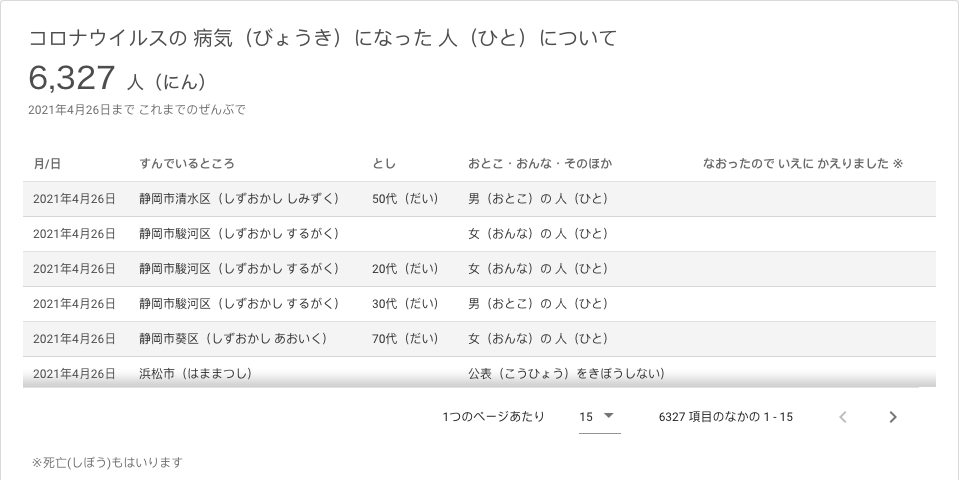 コロナウイルスの 病気（びょうき）になった 人（ひと）について
6,327 人（にん）
2021年4月26日まで これまでのぜんぶで
月/日 すんでいるところ とし おとこ・おんな・そのほか なおったので いえに かえりました ※
2021年4月26日 静岡市清水区（しずおかし しみずく） 50代（だい） 男（おとこ）の 人（ひと）
2021年4月26日 静岡市駿河区（しずおかし するがく） 女（おんな）の 人（ひと）
2021年4月26日 静岡市駿河区（しずおかし するがく） 20代（だい） 女（おんな）の 人（ひと）
2021年4月26日 静岡市駿河区（しずおかし するがく） 30代（だい） 男（おとこ）の 人（ひと）
2021年4月26日 静岡市葵区（しずおかし あおいく） 70代（だい） 女（おんな）の 人（ひと）
2021年4月26日 浜松市（はままつし） 公表（こうひょう）をきぼうしない）
1つのページあたり 15 6327 項目のなかの 1 - 15
※死亡(しぼう)もはいります